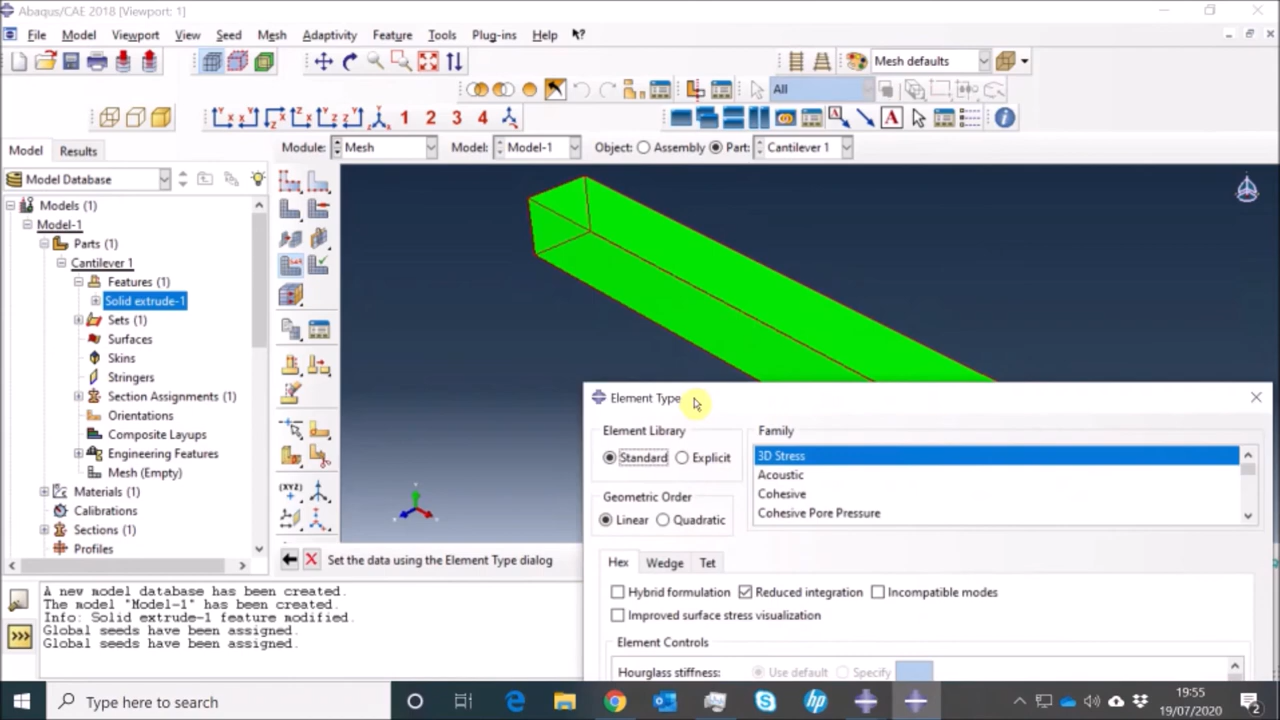 Abaqus/CAE 2018 [Viewport: 1]
File Model Viewport View Seed Mesh Adaptivity Feature Tools Plug-ins Help
Mesh defaults
All
1 2 3 4
Model Results
Module: Mesh Model: Model-1 Object: Assembly Part: Cantilever 1
Model Database
Models (1)
Model-1
Parts (1)
Cantilever 1
Features (1)
Solid extrude-1
Sets (1)
Surfaces
Skins
Stringers
Section Assignments (1)
Orientations
Composite Layups
Engineering Features
Mesh (Empty)
Materials (1)
Calibrations
Sections (1)
Profiles
(XYZ)
Set the data using the Element Type dialog
Element Type
Element Library
Standard Explicit
Geometric Order
Linear Quadratic
Family
3D Stress
Acoustic
Cohesive
Cohesive Pore Pressure
Hex Wedge Tet
Hybrid formulation Reduced integration Incompatible modes
Improved surface stress visualization
Element Controls
Hourglass stiffness: Use default Specify
A new model database has been created.
The model "Model-1" has been created.
Info: Solid extrude-1 feature modified.
Global seeds have been assigned.
Global seeds have been assigned.
>>>
Type here to search
19:55
19/07/2020